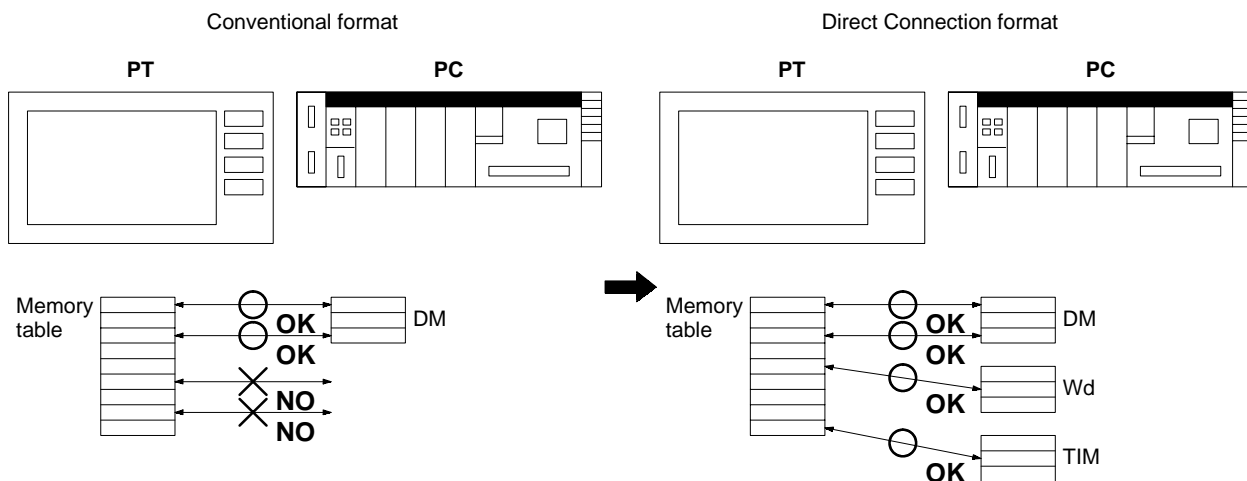 Conventional format
PT PC
Memory
table
OK
OK
NO
NO
DM
Direct Connection format
PT PC
Memory
table
OK
OK
OK
OK
DM
Wd
TIM